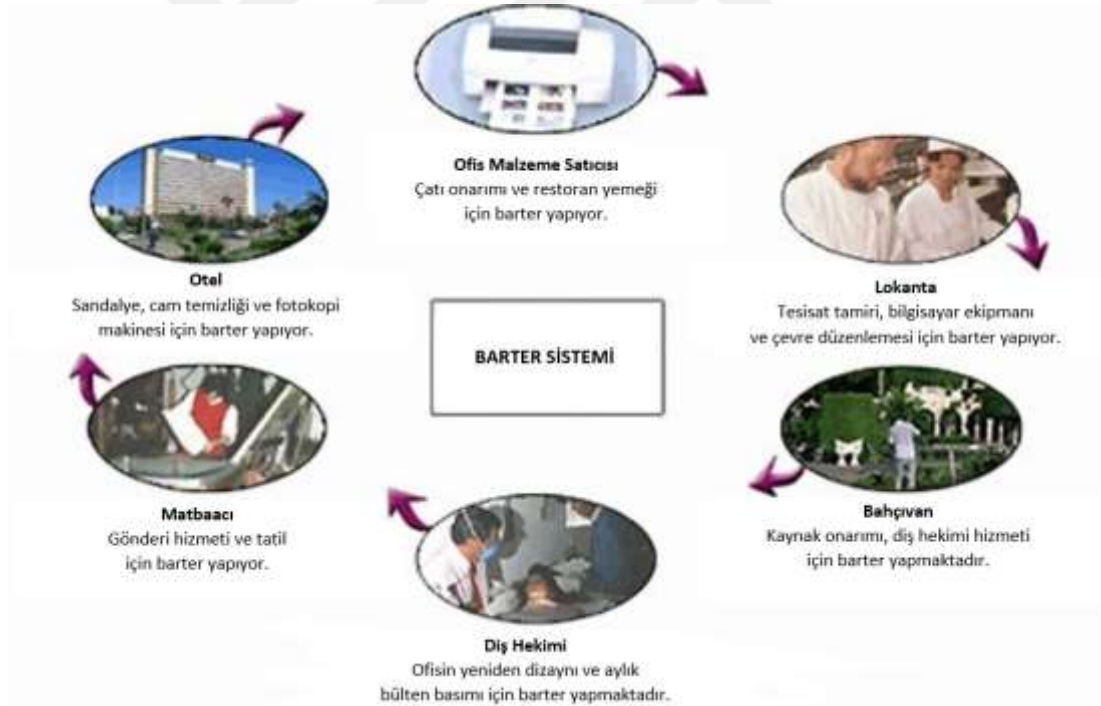 Ofis Malzeme Satıcısı
Çatı onarımı ve restoran yemeği
için barter yapıyor.
Lokanta
Tesisat tamiri, bilgisayar ekipmanı
ve çevre düzenlemesi için barter yapıyor.
Bahçıvan
Kaynak onarımı, diş hekimi hizmeti
için barter yapmaktadır.
Diş Hekimi
Ofisin yeniden dizaynı ve aylık
bülten basımı için barter yapmaktadır.
Matbaacı
Gönderi hizmeti ve tatil
için barter yapıyor.
Otel
Sandalye, cam temizliği ve fotokopi
makinesi için barter yapıyor.
BARTER SİSTEMİ